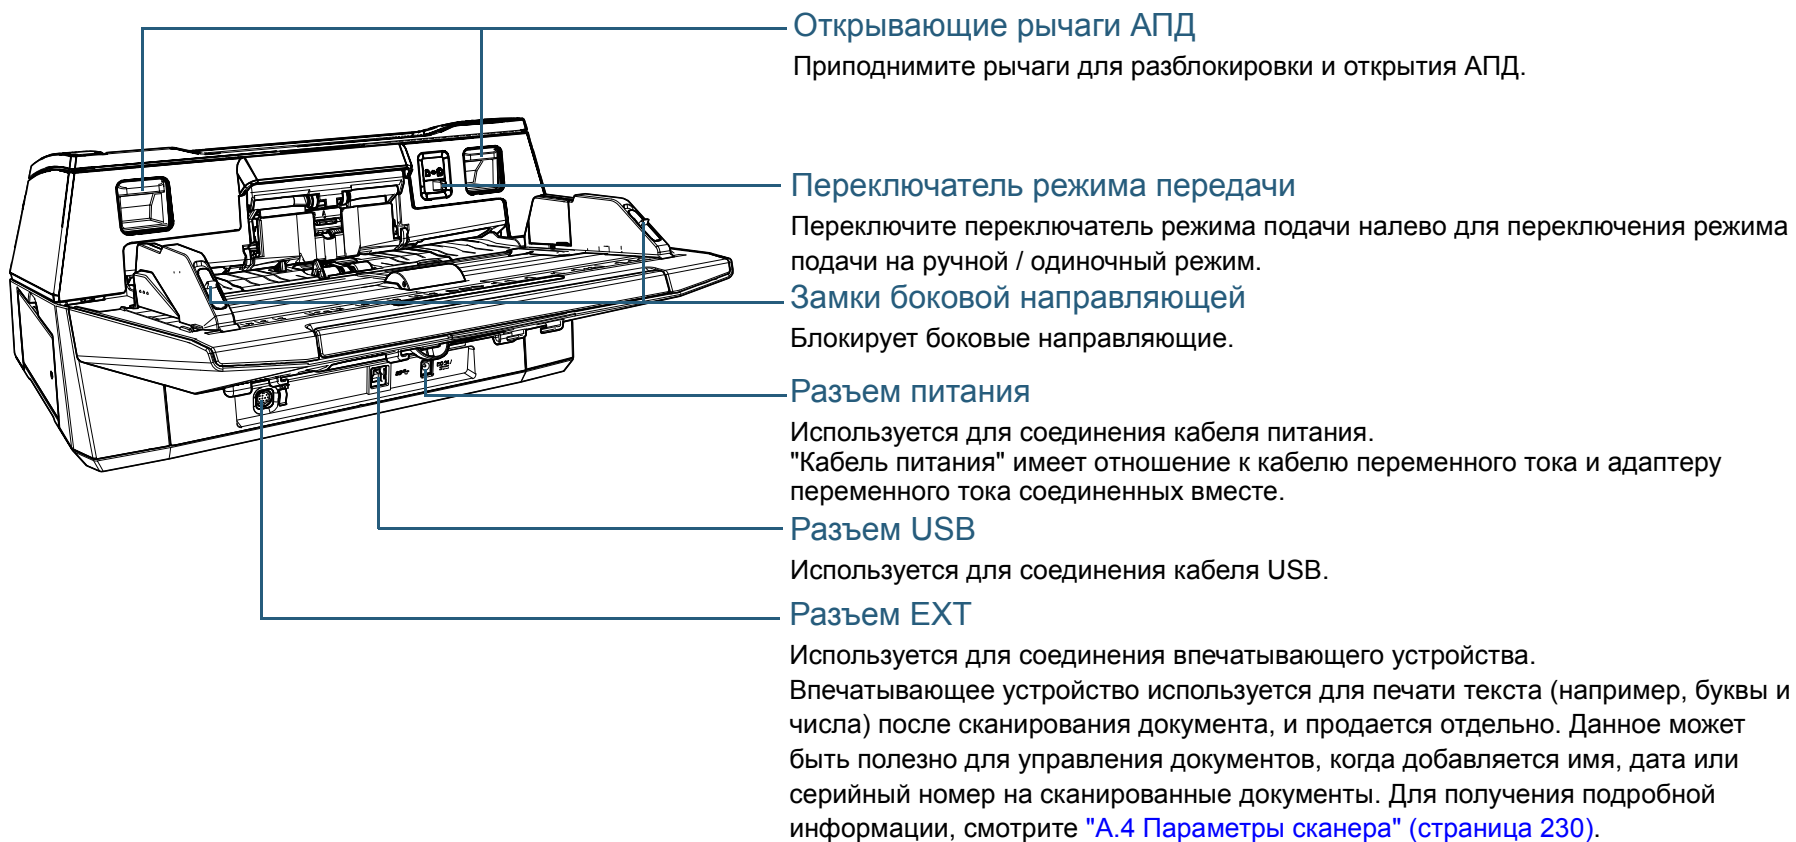 Открывающие рычаги АПД
Приподнимите рычаги для разблокировки и открытия АПД.
Переключатель режима передачи
Переключите переключатель режима подачи налево для переключения режима
подачи на ручной / одиночный режим.
Замки боковой направляющей
Блокирует боковые направляющие.
Разъем питания
Используется для соединения кабеля питания.
"Кабель питания" имеет отношение к кабелю переменного тока и адаптеру
переменного тока соединенных вместе.
Разъем USB
Используется для соединения кабеля USB.
Разъем EXT
Используется для соединения впечатывающего устройства.
Впечатывающее устройство используется для печати текста (например, буквы и
числа) после сканирования документа, и продается отдельно. Данное может
быть полезно для управления документов, когда добавляется имя, дата или
серийный номер на сканированные документы. Для получения подробной
информации, смотрите "A.4 Параметры сканера" (страница 230).